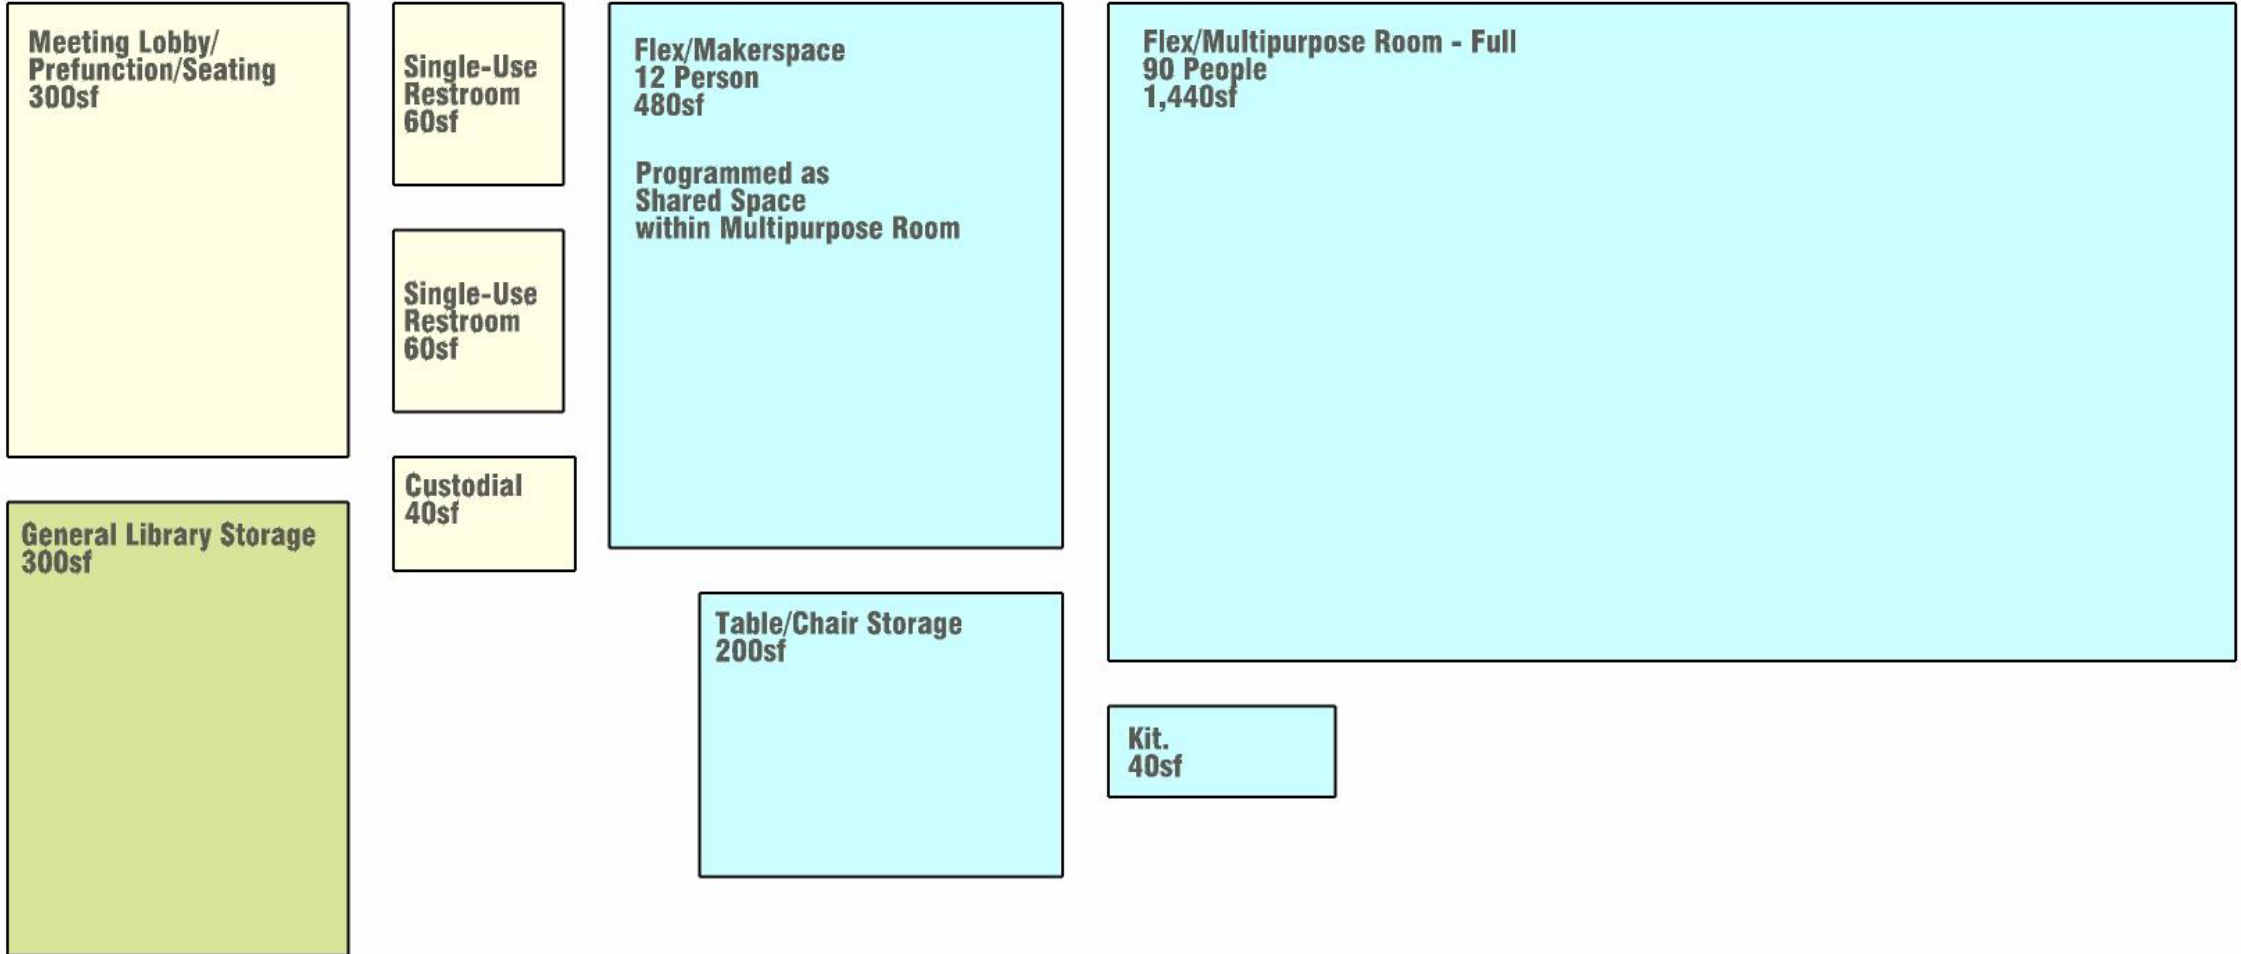 Meeting Lobby/
Prefunction/Seating
300sf
Single-Use
Restroom
60sf
Flex/Makerspace
12 Person
480sf
Programmed as
Shared Space
within Multipurpose Room
Flex/Multipurpose Room - Full
90 People
1,440sf
Single-Use
Restroom
60sf
Custodial
40sf
General Library Storage
300sf
Table/Chair Storage
200sf
Kit.
40sf